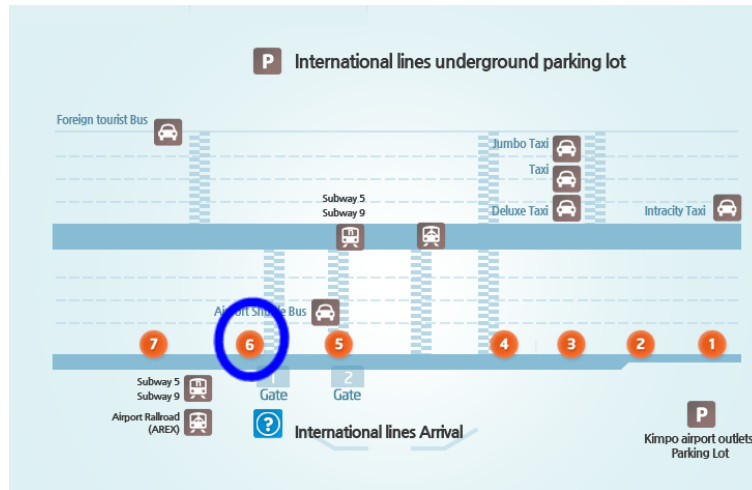 P International lines underground parking lot
Foreign tourist Bus
Jumbo Taxi
Taxi
Subway 5
Subway 9
Deluxe Taxi
Intracity Taxi
Airport Shuttle Bus
7 6 5 4 3 2 1
1 2
Gate Gate
Subway 5
Subway 9
Airport Railroad
(AREX)
? International lines Arrival
P
Kimpo airport outlets
Parking Lot